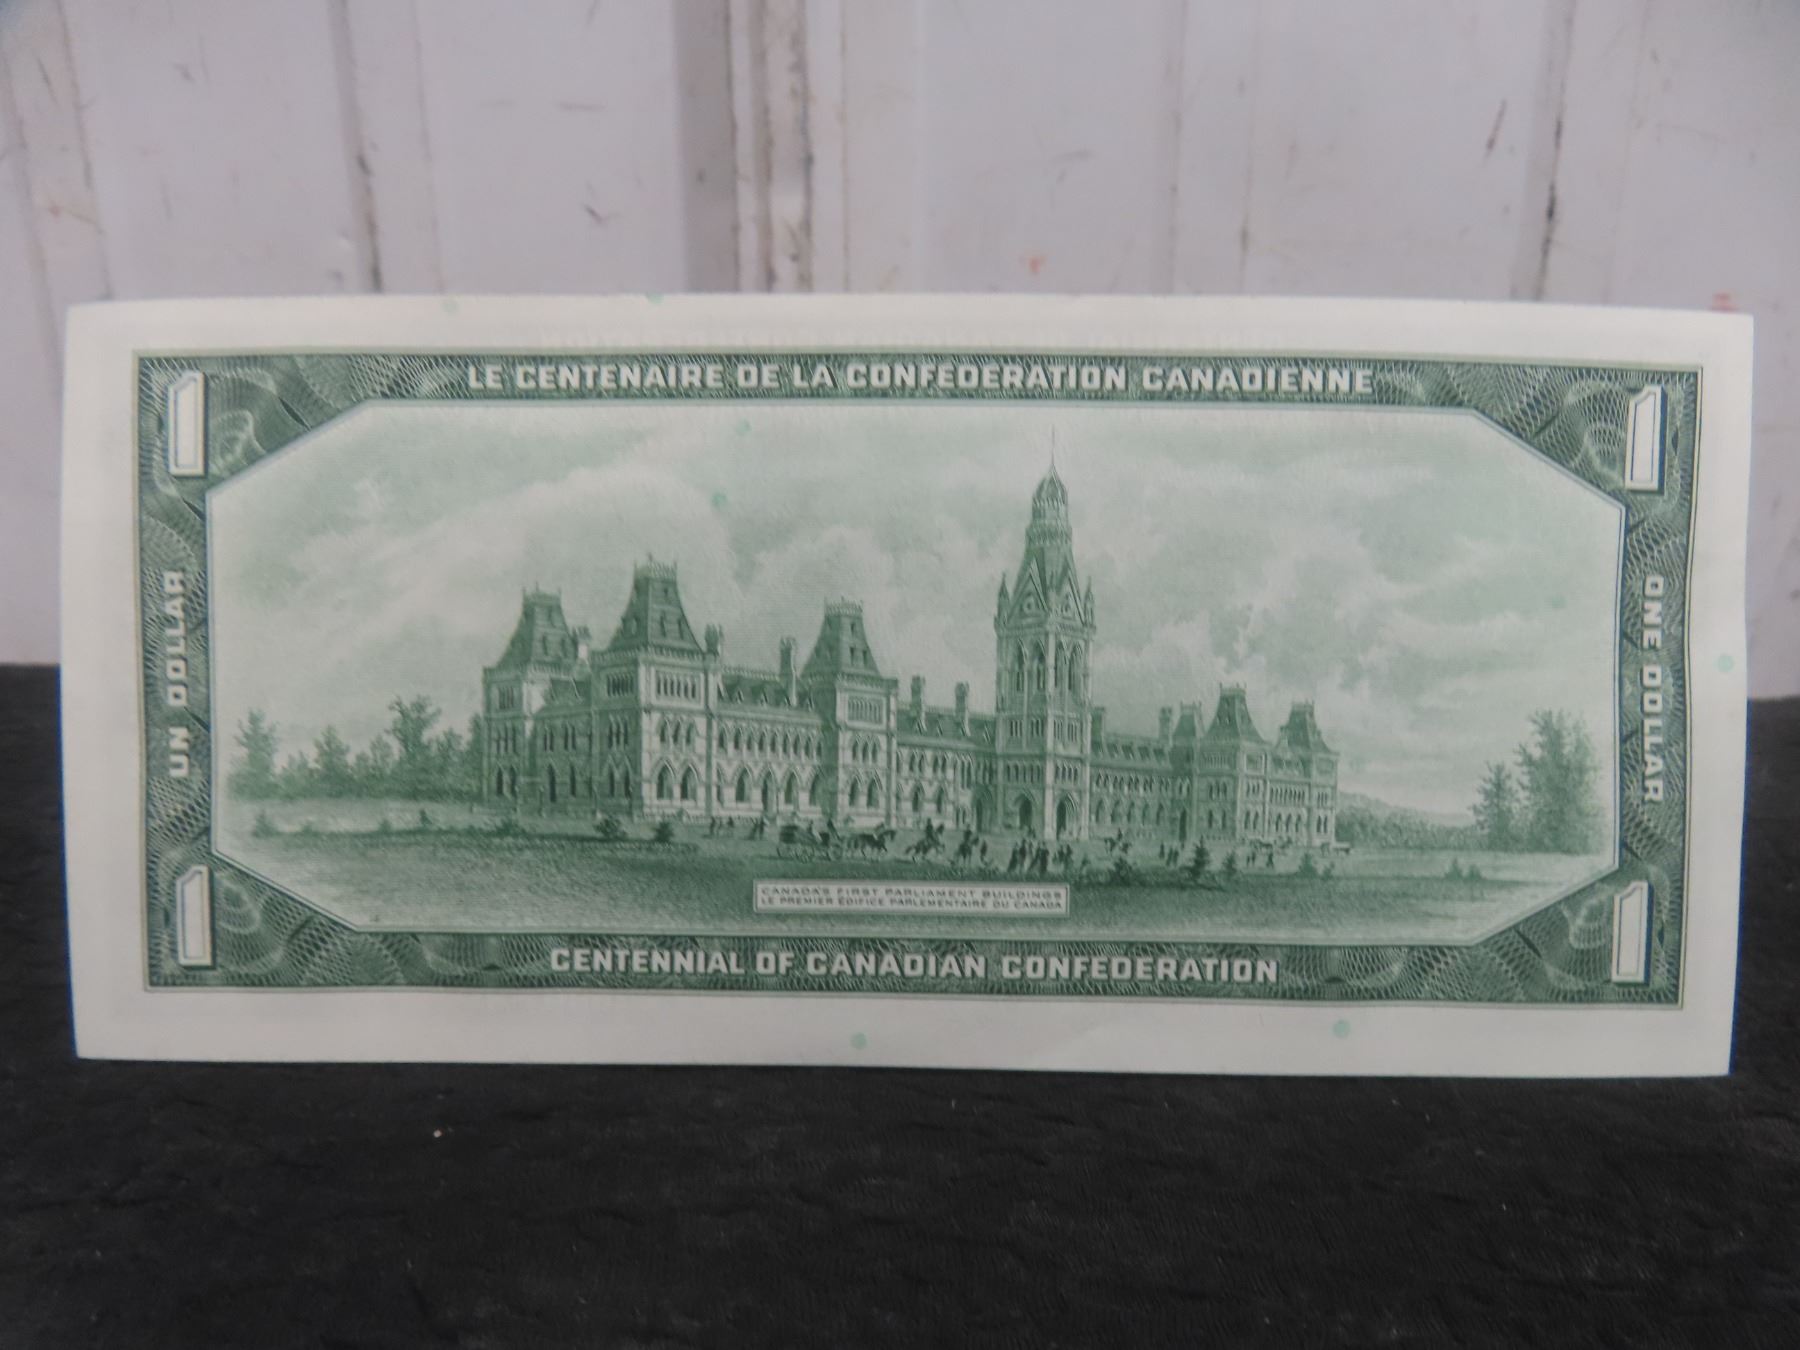 LE CENTENAIRE DE LA CONFÉDÉRATION CANADIENNE
1
1
UN DOLLAR
ONE DOLLAR
CANADA'S FIRST PARLIAMENT BUILDINGS
LE PREMIER ÉDIFICE PARLEMENTAIRE DU CANADA
1
1
CENTENNIAL OF CANADIAN CONFEDERATION